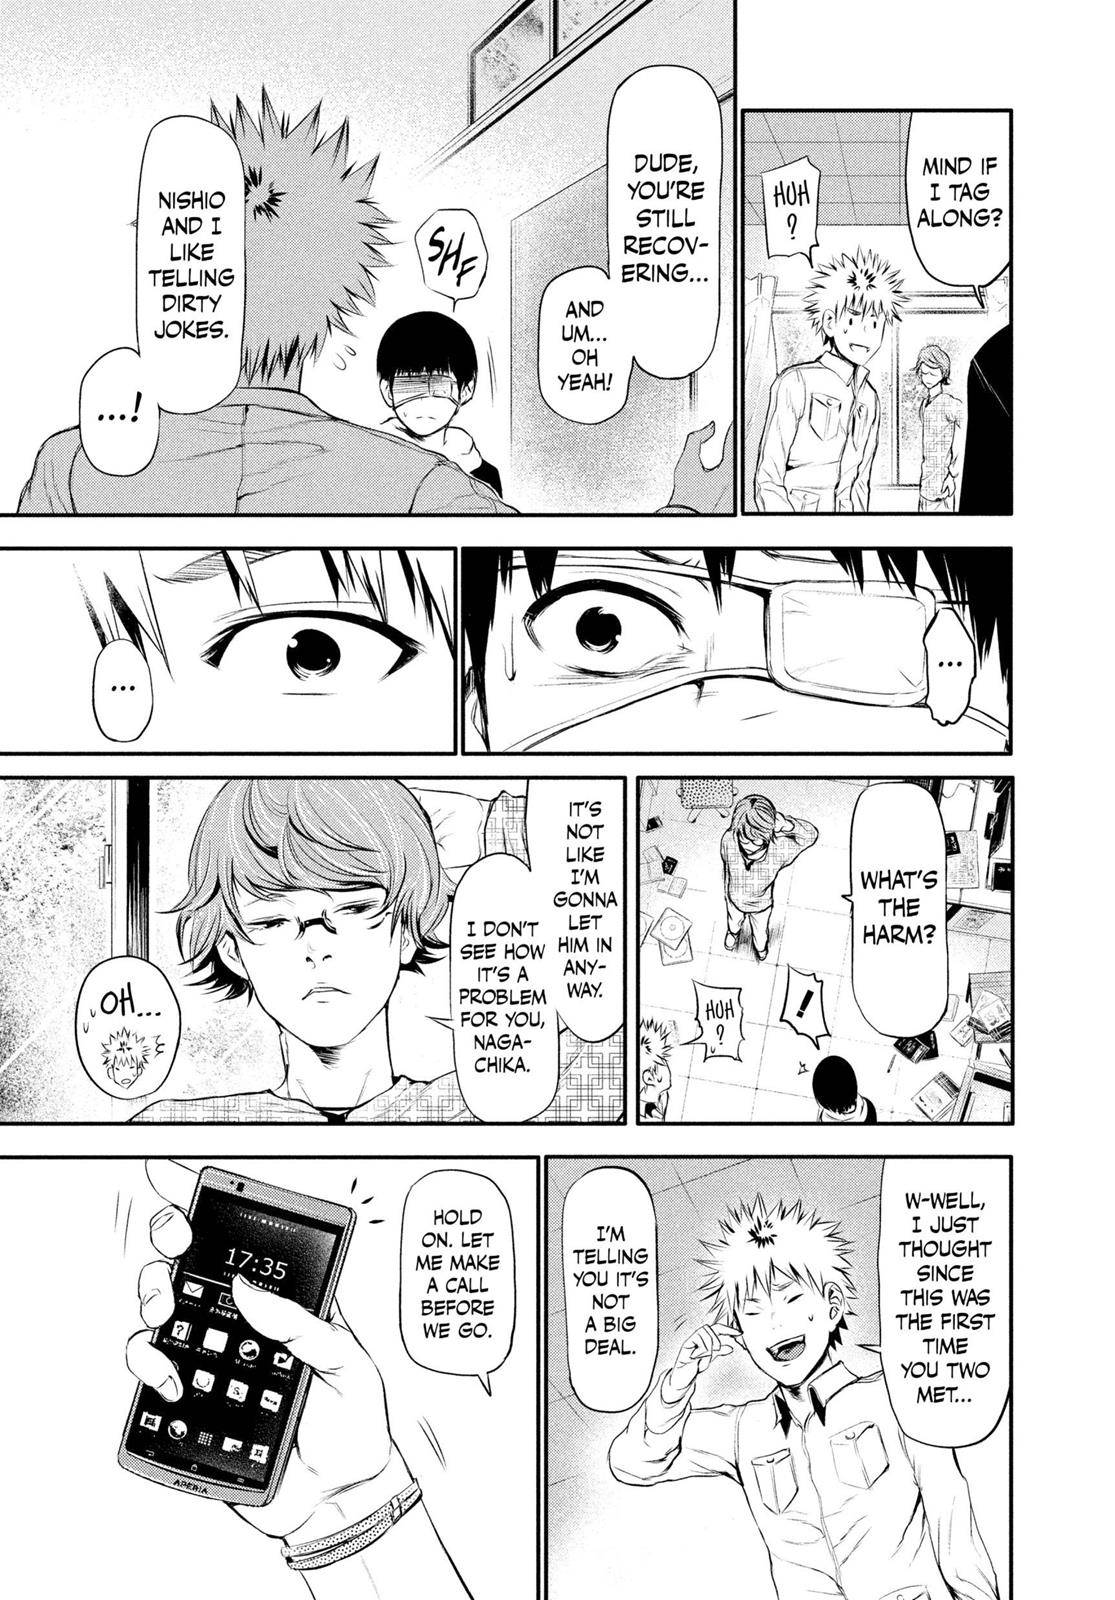 MIND IF
I TAG
ALONG?
HUH
?
DUDE,
YOU'RE
STILL
RECOV-
ERING...
AND
UM...
OH
YEAH!
SHF
NISHIO
AND I
LIKE
TELLING
DIRTY
JOKES.
...!
...
...
WHAT'S
THE
HARM?
!
HUH
?
IT'S
NOT
LIKE
I'M
GONNA
LET
HIM IN
ANY-
WAY.
I DON'T
SEE HOW
IT'S A
PROBLEM
FOR YOU,
NAGA-
CHIKA.
OH...
W-WELL,
I JUST
THOUGHT
SINCE
THIS WAS
THE FIRST
TIME
YOU TWO
MET...
I'M
TELLING
YOU IT'S
NOT
A BIG
DEAL.
HOLD
ON. LET
ME MAKE
A CALL
BEFORE
WE GO.
17:35
APERIA